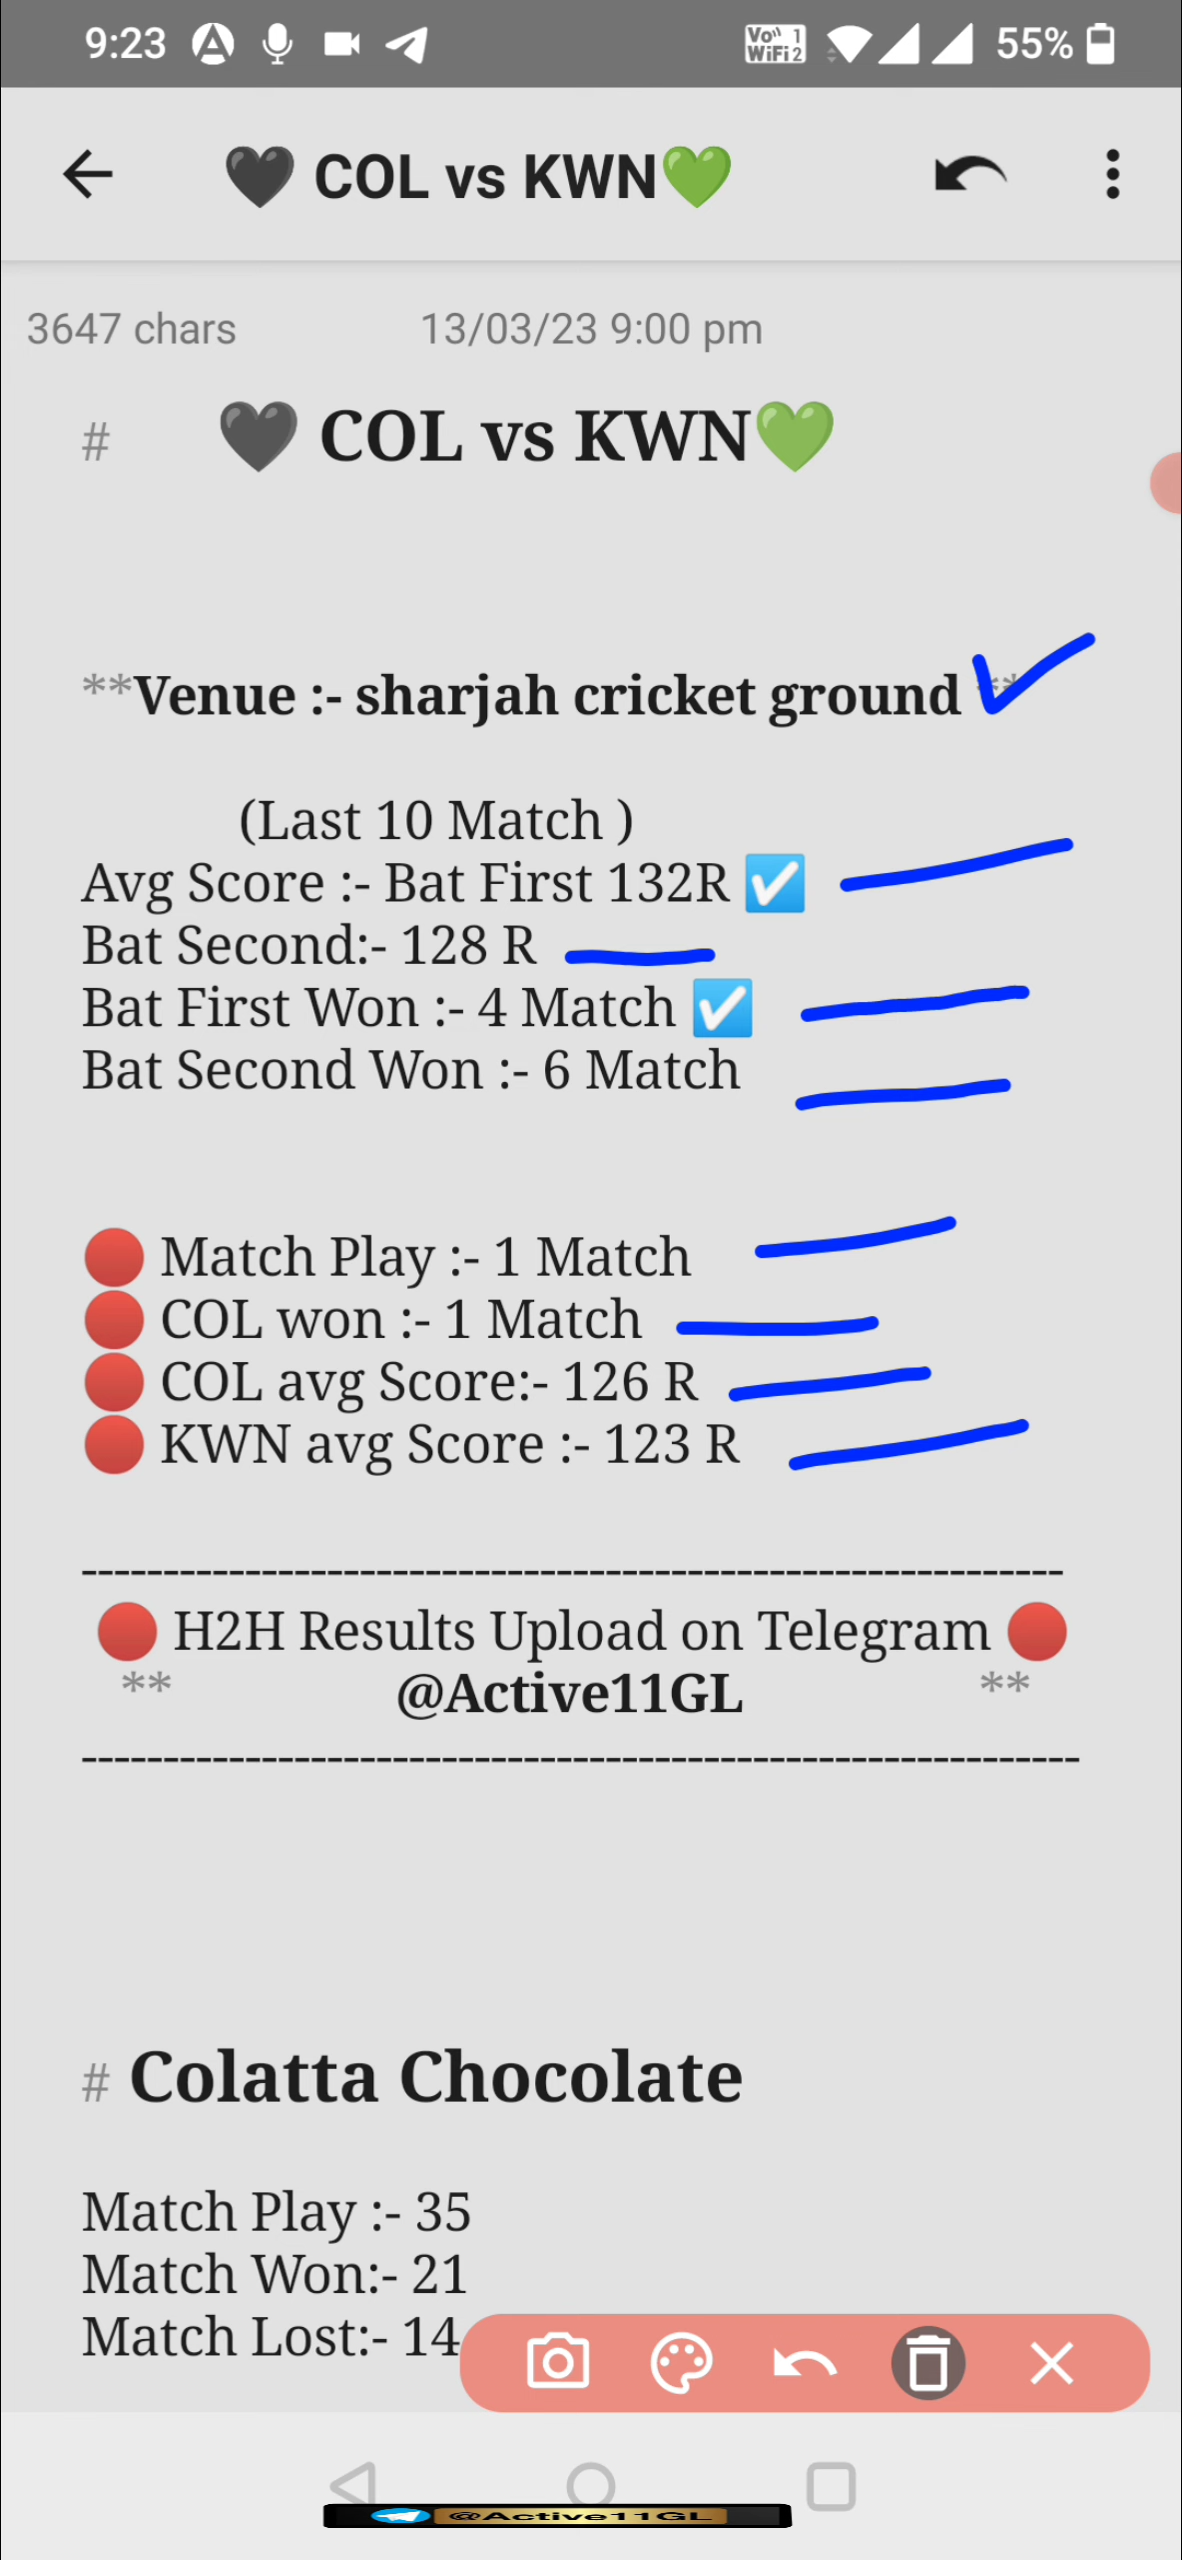 9:23 Vo 1 WiFi 2 55%
🖤 COL vs KWN💚
3647 chars 13/03/23 9:00 pm
# 🖤 COL vs KWN💚
**Venue :- sharjah cricket ground **
(Last 10 Match )
Avg Score :- Bat First 132R ☑️
Bat Second:- 128 R
Bat First Won :- 4 Match ☑️
Bat Second Won :- 6 Match
🔴 Match Play :- 1 Match
🔴 COL won :- 1 Match
🔴 COL avg Score:- 126 R
🔴 KWN avg Score :- 123 R
------------------------------------------------------------
🔴 H2H Results Upload on Telegram 🔴
** @Active11GL **
-------------------------------------------------------------
# Colatta Chocolate
Match Play :- 35
Match Won:- 21
Match Lost:- 14
@Active11GL